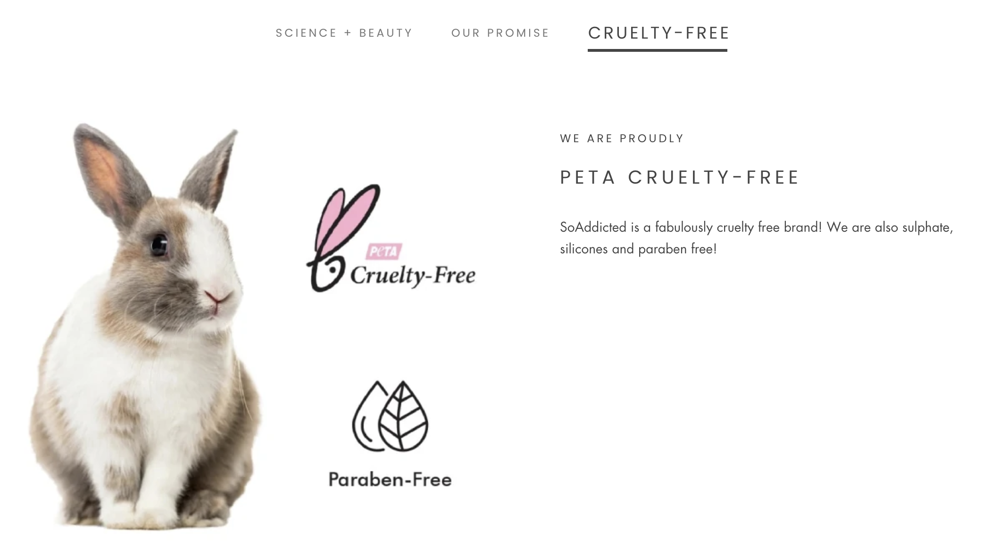 SCIENCE + BEAUTY
OUR PROMISE
CRUELTY-FREE
PETA
Cruelty-Free
Paraben-Free
WE ARE PROUDLY
PETA CRUELTY-FREE
SoAddicted is a fabulously cruelty free brand! We are also sulphate,
silicones and paraben free!